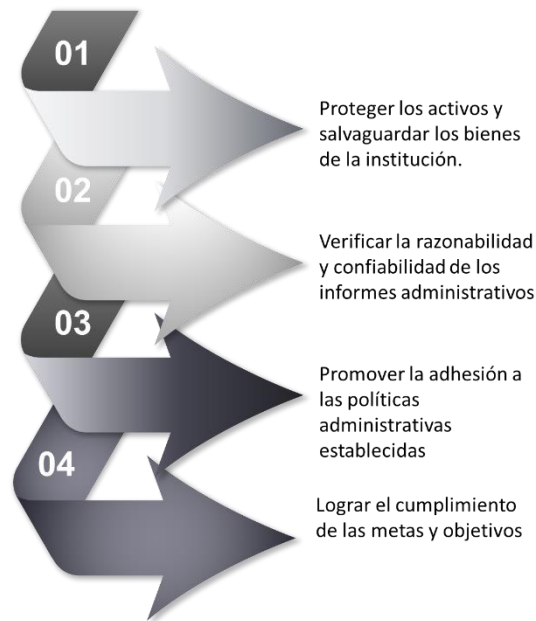 01
Proteger los activos y
salvaguardar los bienes
de la institución.
02
Verificar la razonabilidad
y confiabilidad de los
informes administrativos
03
Promover la adhesión a
las políticas
administrativas
establecidas
04
Lograr el cumplimiento
de las metas y objetivos